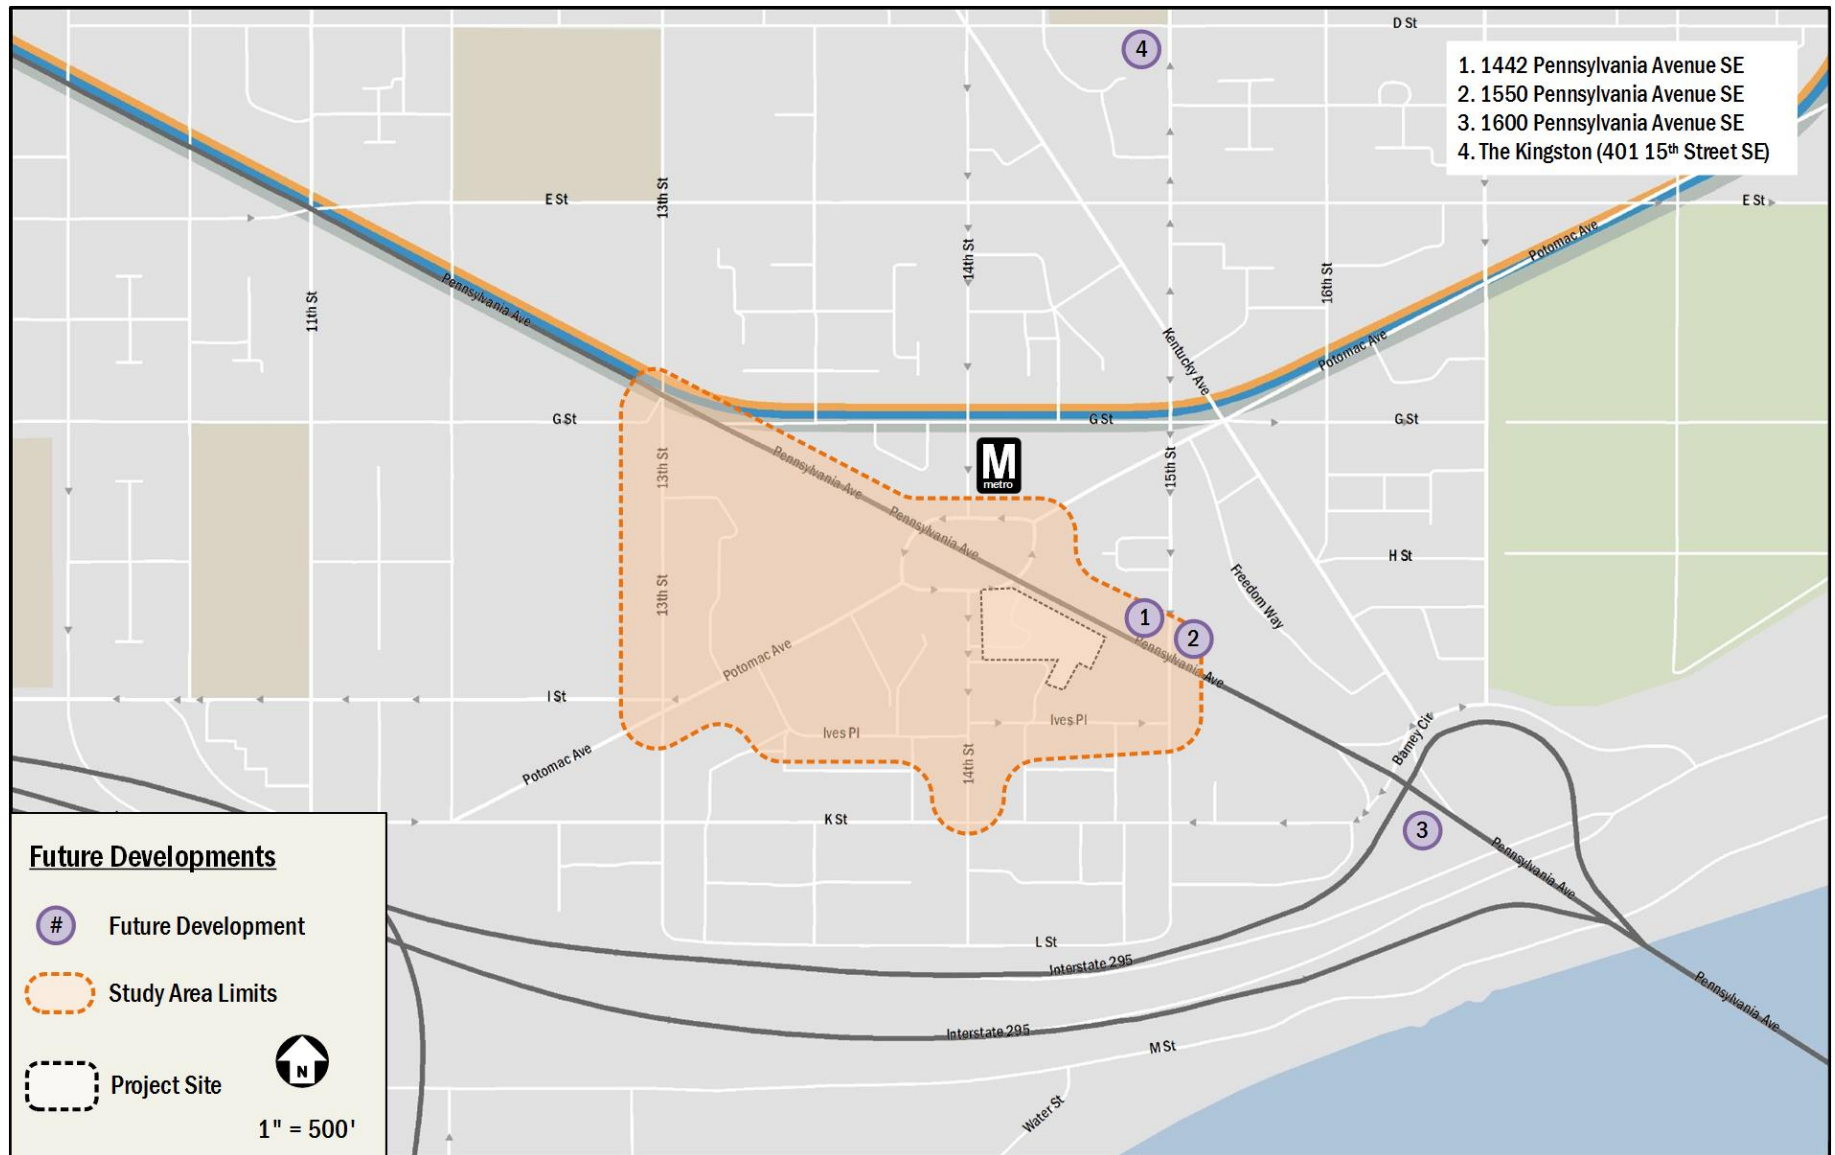 D St
4
1. 1442 Pennsylvania Avenue SE
2. 1550 Pennsylvania Avenue SE
3. 1600 Pennsylvania Avenue SE
4. The Kingston (401 15th Street SE)
E St
13th St
E St
14th St
Potomac Ave
16th St
Pennsylvania Ave
11th St
Kentucky Ave
Potomac Ave
G St
G St
G St
M
metro
13th St
Pennsylvania Ave
15th St
Pennsylvania Ave
H St
13th St
Freedom Way
1
2
Pennsylvania Ave
Potomac Ave
I St
Ives Pl
Ives Pl
Barney Cir
Potomac Ave
14th St
K St
3
Pennsylvania Ave
L St
Interstate 295
Pennsylvania Ave
Interstate 295
M St
Water St
Future Developments
# Future Development
Study Area Limits
Project Site
N
1" = 500'